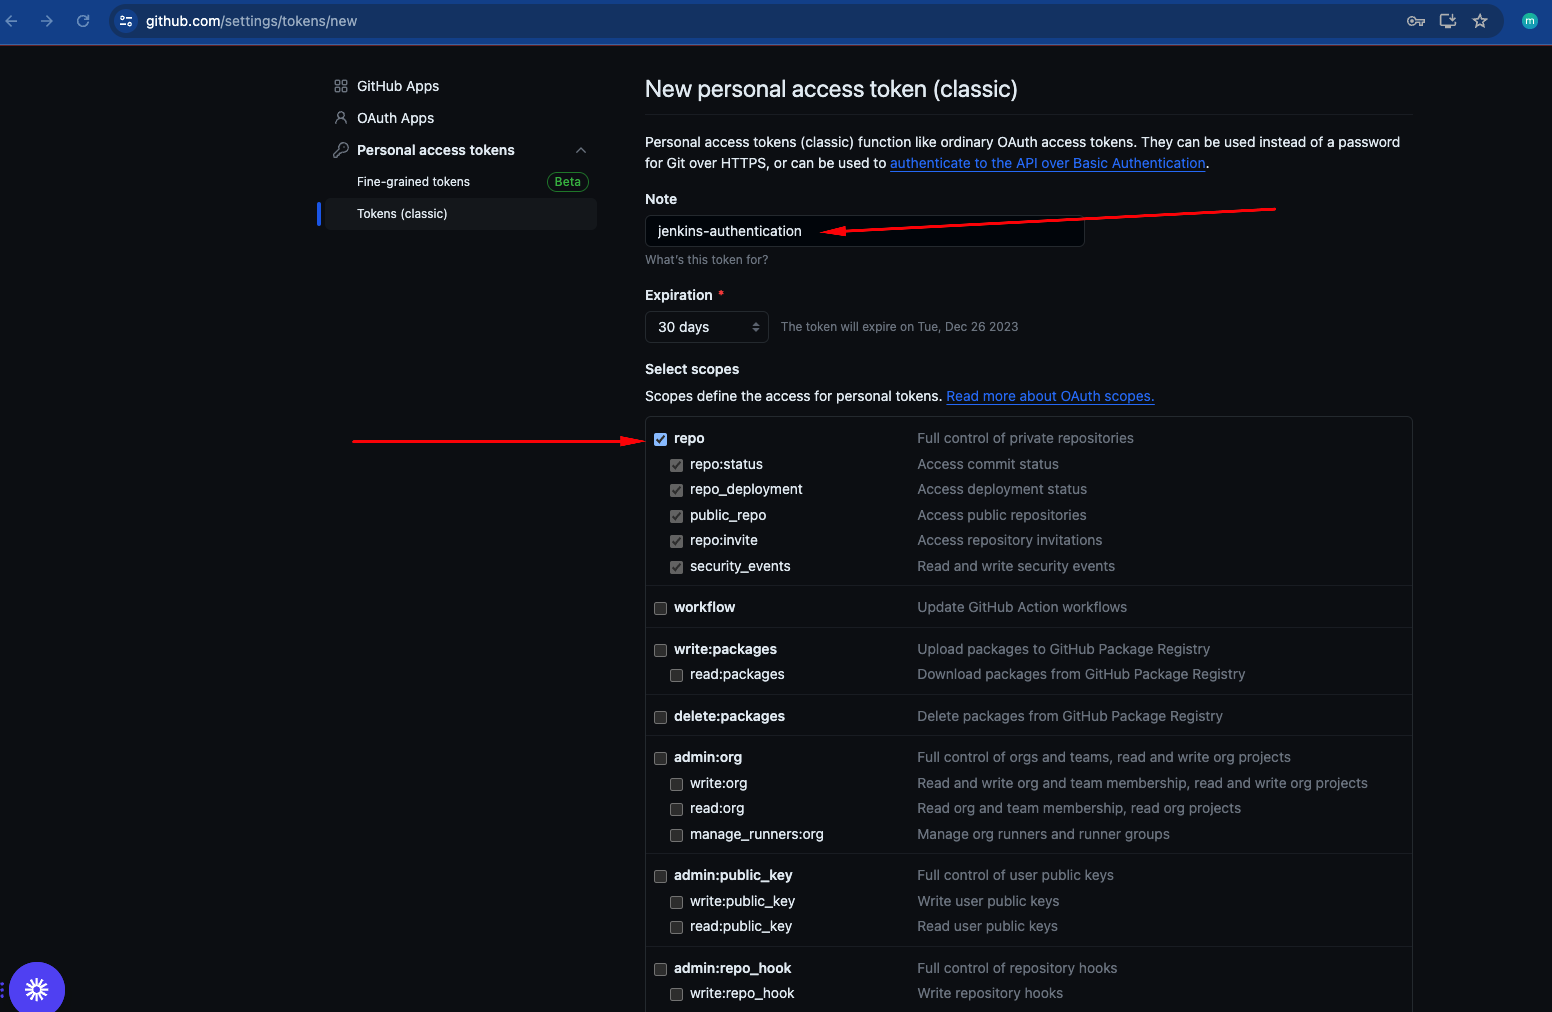 github.com/settings/tokens/new
m
GitHub Apps
OAuth Apps
Personal access tokens
Fine-grained tokens Beta
Tokens (classic)
New personal access token (classic)
Personal access tokens (classic) function like ordinary OAuth access tokens. They can be used instead of a password
for Git over HTTPS, or can be used to authenticate to the API over Basic Authentication.
Note
jenkins-authentication
What's this token for?
Expiration *
30 days The token will expire on Tue, Dec 26 2023
Select scopes
Scopes define the access for personal tokens. Read more about OAuth scopes.
repo Full control of private repositories
repo:status Access commit status
repo_deployment Access deployment status
public_repo Access public repositories
repo:invite Access repository invitations
security_events Read and write security events
workflow Update GitHub Action workflows
write:packages Upload packages to GitHub Package Registry
read:packages Download packages from GitHub Package Registry
delete:packages Delete packages from GitHub Package Registry
admin:org Full control of orgs and teams, read and write org projects
write:org Read and write org and team membership, read and write org projects
read:org Read org and team membership, read org projects
manage_runners:org Manage org runners and runner groups
admin:public_key Full control of user public keys
write:public_key Write user public keys
read:public_key Read user public keys
admin:repo_hook Full control of repository hooks
write:repo_hook Write repository hooks